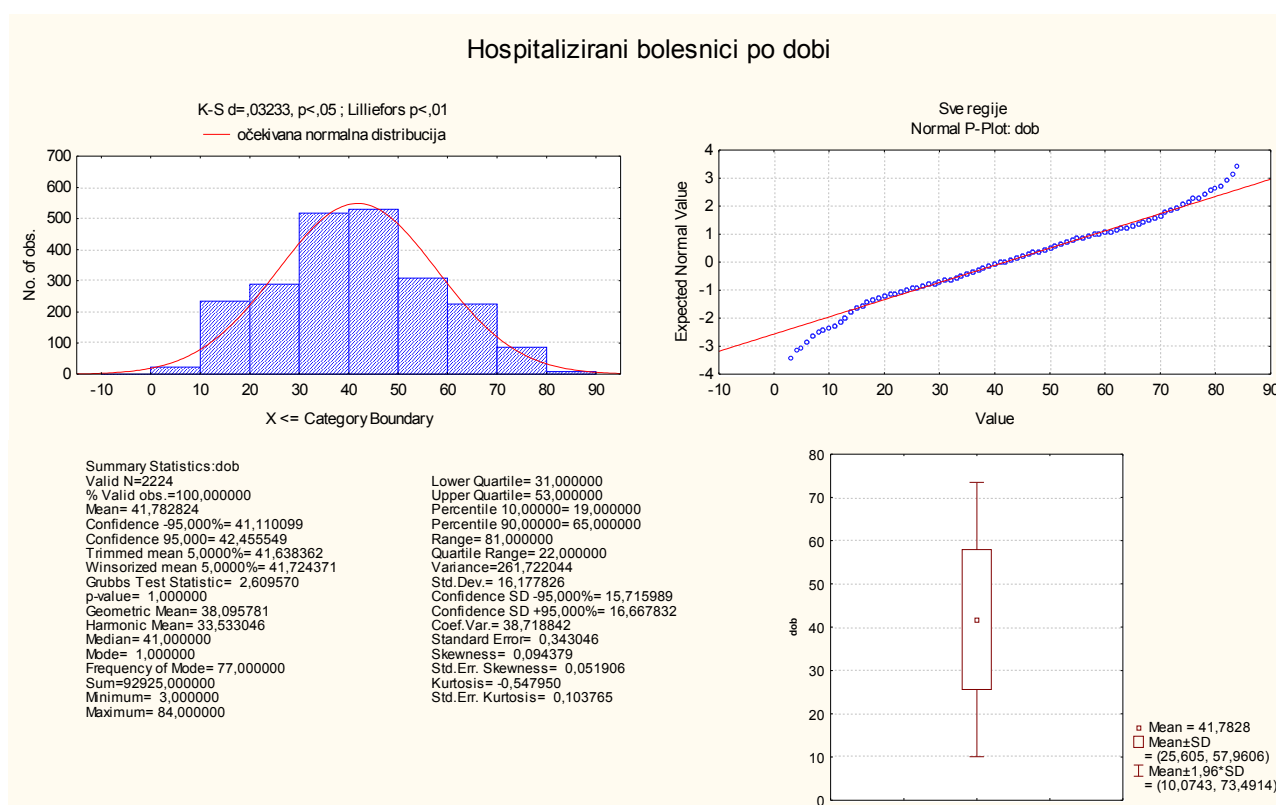 Hospitalizirani bolesnici po dobi
K-S d=,03233, p<,05 ; Lilliefors p<,01
očekivana normalna distribucija
700
600
500
400
300
200
100
0
No. of obs.
-10 0 10 20 30 40 50 60 70 80 90
X <= Category Boundary
Sve regije
Normal P-Plot: dob
4
3
2
1
0
-1
-2
-3
-4
Expected Normal Value
-10 0 10 20 30 40 50 60 70 80 90
Value
Summary Statistics:dob
Valid N=2224
% Valid obs.=100,000000
Mean= 41,782824
Confidence -95,000%= 41,110099
Confidence 95,000= 42,455549
Trimmed mean 5,0000%= 41,638362
Winsorized mean 5,0000%= 41,724371
Grubbs Test Statistic= 2,609570
p-value= 1,000000
Geometric Mean= 38,095781
Harmonic Mean= 33,533046
Median= 41,000000
Mode= 1,000000
Frequency of Mode= 77,000000
Sum=92925,000000
Minimum= 3,000000
Maximum= 84,000000
Lower Quartile= 31,000000
Upper Quartile= 53,000000
Percentile 10,00000= 19,000000
Percentile 90,00000= 65,000000
Range= 81,000000
Quartile Range= 22,000000
Variance=261,722044
Std.Dev.= 16,177826
Confidence SD -95,000%= 15,715989
Confidence SD +95,000%= 16,667832
Coef.Var.= 38,718842
Standard Error= 0,343046
Skewness= 0,094379
Std.Err. Skewness= 0,051906
Kurtosis= -0,547950
Std.Err. Kurtosis= 0,103765
80
70
60
50
40
30
20
10
0
dob
Mean = 41,7828
Mean±SD
= (25,605, 57,9606)
Mean±1,96*SD
= (10,0743, 73,4914)